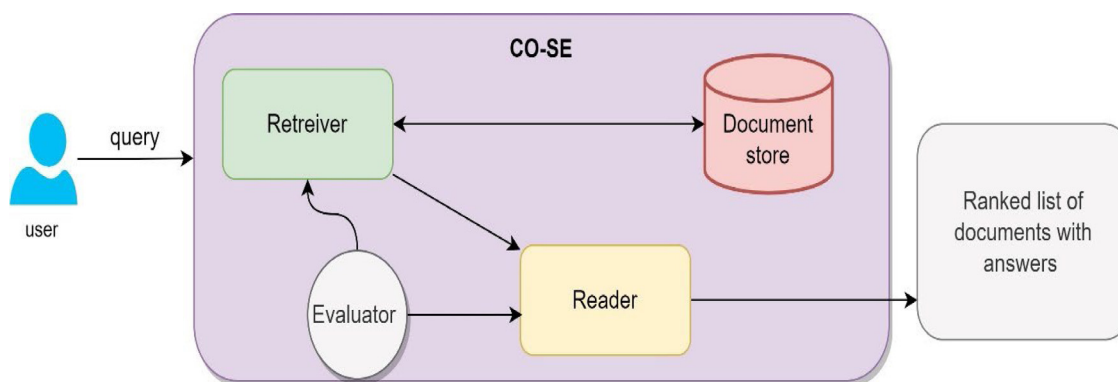 CO-SE
query
user
Retreiver
Document
store
Evaluator
Reader
Ranked list of
documents with
answers